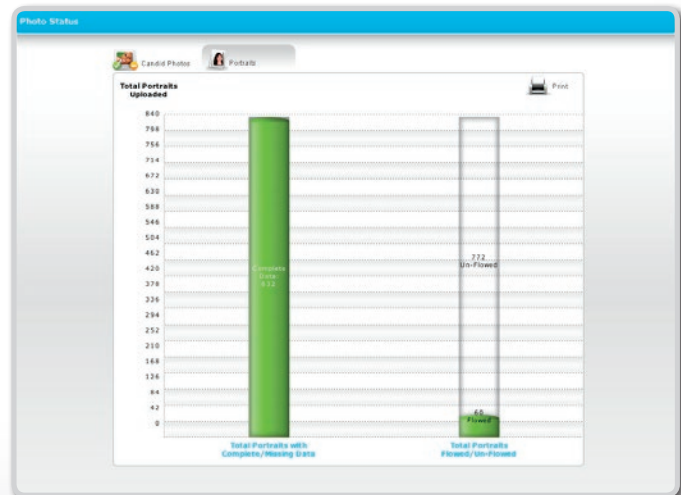 Photo Status
Candid Photos
Portraits
Total Portraits
Uploaded
Print
840
798
756
714
672
630
588
546
504
462
420
378
336
294
252
210
168
126
84
42
0
Complete
Data:
832
772
Un-Flowed
60
Flowed
Total Portraits with
Complete/Missing Data
Total Portraits
Flowed/Un-Flowed